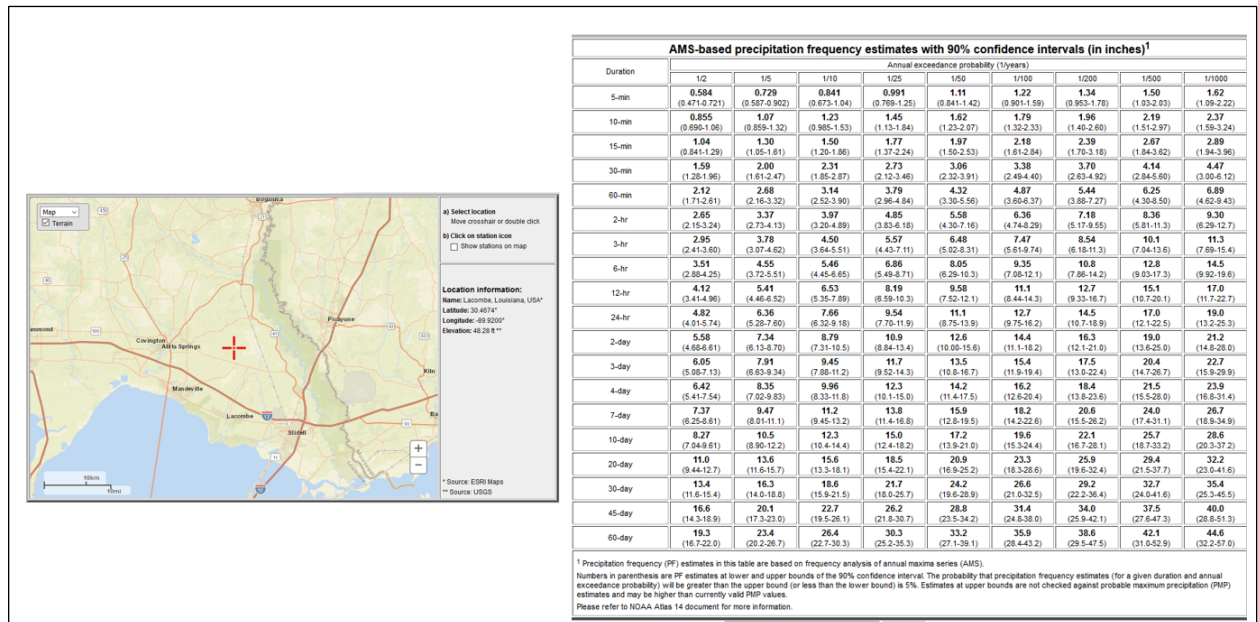 Map
Terrain
Bogalusa
Picayune
Covington
Abita Springs
Mandeville
Lacombe
Slidell
Kiln
10km
10mi
+
−
a) Select location
Move crosshair or double click
b) Click on station icon
Show stations on map
Location information:
Name: Lacombe, Louisiana, USA*
Latitude: 30.4674°
Longitude: -89.9200°
Elevation: 48.28 ft **
* Source: ESRI Maps
** Source: USGS
AMS-based precipitation frequency estimates with 90% confidence intervals (in inches)1
Duration
Annual exceedance probability (1/years)
1/2 1/5 1/10 1/25 1/50 1/100 1/200 1/500 1/1000
5-min
0.584 0.729 0.841 0.991 1.11 1.22 1.34 1.50 1.62
(0.471-0.721) (0.587-0.902) (0.673-1.04) (0.769-1.25) (0.841-1.42) (0.901-1.59) (0.953-1.78) (1.03-2.03) (1.09-2.22)
10-min
0.855 1.07 1.23 1.45 1.62 1.79 1.96 2.19 2.37
(0.690-1.06) (0.859-1.32) (0.985-1.53) (1.13-1.84) (1.23-2.07) (1.32-2.33) (1.40-2.60) (1.51-2.97) (1.59-3.24)
15-min
1.04 1.30 1.50 1.77 1.97 2.18 2.39 2.67 2.89
(0.841-1.29) (1.05-1.61) (1.20-1.86) (1.37-2.24) (1.50-2.53) (1.61-2.84) (1.70-3.18) (1.84-3.62) (1.94-3.96)
30-min
1.59 2.00 2.31 2.73 3.06 3.38 3.70 4.14 4.47
(1.28-1.96) (1.61-2.47) (1.85-2.87) (2.12-3.46) (2.32-3.91) (2.49-4.40) (2.63-4.92) (2.84-5.60) (3.00-6.12)
60-min
2.12 2.68 3.14 3.79 4.32 4.87 5.44 6.25 6.89
(1.71-2.61) (2.16-3.32) (2.52-3.90) (2.96-4.84) (3.30-5.56) (3.60-6.37) (3.88-7.27) (4.30-8.50) (4.62-9.43)
2-hr
2.65 3.37 3.97 4.85 5.58 6.36 7.18 8.36 9.30
(2.15-3.24) (2.73-4.13) (3.20-4.89) (3.83-6.18) (4.30-7.16) (4.74-8.29) (5.17-9.55) (5.81-11.3) (6.29-12.7)
3-hr
2.95 3.78 4.50 5.57 6.48 7.47 8.54 10.1 11.3
(2.41-3.60) (3.07-4.62) (3.64-5.51) (4.43-7.11) (5.02-8.31) (5.61-9.74) (6.18-11.3) (7.04-13.6) (7.69-15.4)
6-hr
3.51 4.55 5.46 6.86 8.05 9.35 10.8 12.8 14.5
(2.88-4.25) (3.72-5.51) (4.45-6.65) (5.49-8.71) (6.29-10.3) (7.08-12.1) (7.86-14.2) (9.03-17.3) (9.92-19.6)
12-hr
4.12 5.41 6.53 8.19 9.58 11.1 12.7 15.1 17.0
(3.41-4.96) (4.46-6.52) (5.35-7.89) (6.59-10.3) (7.52-12.1) (8.44-14.3) (9.33-16.7) (10.7-20.1) (11.7-22.7)
24-hr
4.82 6.36 7.66 9.54 11.1 12.7 14.5 17.0 19.0
(4.01-5.74) (5.28-7.60) (6.32-9.18) (7.70-11.9) (8.75-13.9) (9.75-16.2) (10.7-18.9) (12.1-22.5) (13.2-25.3)
2-day
5.58 7.34 8.79 10.9 12.6 14.4 16.3 19.0 21.2
(4.68-6.61) (6.13-8.70) (7.31-10.5) (8.84-13.4) (10.00-15.6) (11.1-18.2) (12.1-21.0) (13.6-25.0) (14.8-28.0)
3-day
6.05 7.91 9.45 11.7 13.5 15.4 17.5 20.4 22.7
(5.08-7.13) (6.63-9.34) (7.88-11.2) (9.52-14.3) (10.8-16.7) (11.9-19.4) (13.0-22.4) (14.7-26.7) (15.9-29.9)
4-day
6.42 8.35 9.96 12.3 14.2 16.2 18.4 21.5 23.9
(5.41-7.54) (7.02-9.83) (8.33-11.8) (10.1-15.0) (11.4-17.5) (12.6-20.4) (13.8-23.6) (15.5-28.0) (16.8-31.4)
7-day
7.37 9.47 11.2 13.8 15.9 18.2 20.6 24.0 26.7
(6.25-8.61) (8.01-11.1) (9.45-13.2) (11.4-16.8) (12.8-19.5) (14.2-22.6) (15.5-26.2) (17.4-31.1) (18.9-34.9)
10-day
8.27 10.5 12.3 15.0 17.2 19.6 22.1 25.7 28.6
(7.04-9.61) (8.90-12.2) (10.4-14.4) (12.4-18.2) (13.9-21.0) (15.3-24.4) (16.7-28.1) (18.7-33.2) (20.3-37.2)
20-day
11.0 13.6 15.6 18.5 20.9 23.3 25.9 29.4 32.2
(9.44-12.7) (11.6-15.7) (13.3-18.1) (15.4-22.1) (16.9-25.2) (18.3-28.6) (19.6-32.4) (21.5-37.7) (23.0-41.6)
30-day
13.4 16.3 18.6 21.7 24.2 26.6 29.2 32.7 35.4
(11.6-15.4) (14.0-18.8) (15.9-21.5) (18.0-25.7) (19.6-28.9) (21.0-32.5) (22.2-36.4) (24.0-41.6) (25.3-45.5)
45-day
16.6 20.1 22.7 26.2 28.8 31.4 34.0 37.5 40.0
(14.3-18.9) (17.3-23.0) (19.5-26.1) (21.8-30.7) (23.5-34.2) (24.8-38.0) (25.9-42.1) (27.6-47.3) (28.8-51.3)
60-day
19.3 23.4 26.4 30.3 33.2 35.9 38.6 42.1 44.6
(16.7-22.0) (20.2-26.7) (22.7-30.3) (25.2-35.3) (27.1-39.1) (28.4-43.2) (29.5-47.5) (31.0-52.9) (32.2-57.0)
1 Precipitation frequency (PF) estimates in this table are based on frequency analysis of annual maxima series (AMS).
Numbers in parenthesis are PF estimates at lower and upper bounds of the 90% confidence interval. The probability that precipitation frequency estimates (for a given duration and annual
exceedance probability) will be greater than the upper bound (or less than the lower bound) is 5%. Estimates at upper bounds are not checked against probable maximum precipitation (PMP)
estimates and may be higher than currently valid PMP values.
Please refer to NOAA Atlas 14 document for more information.